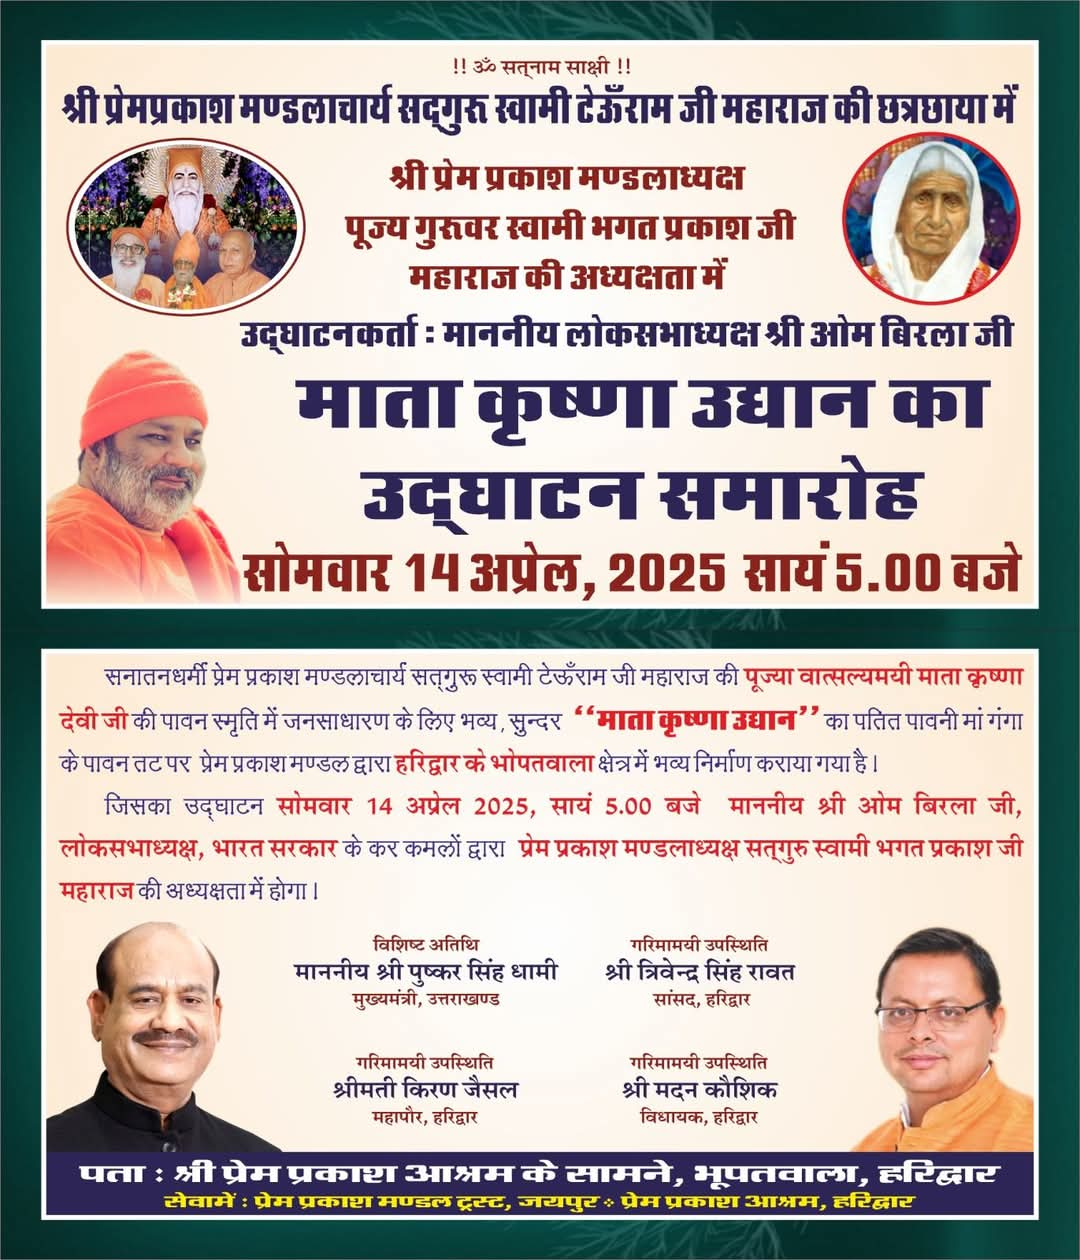 !! ॐ सत्नाम साक्षी !!
श्री प्रेमप्रकाश मण्डलाचार्य सद्गुरू स्वामी टेऊँराम जी महाराज की छत्रछाया में
श्री प्रेम प्रकाश मण्डलाध्यक्ष
पूज्य गुरूवर स्वामी भगत प्रकाश जी
महाराज की अध्यक्षता में
उद्घाटनकर्ता : माननीय लोकसभाध्यक्ष श्री ओम बिरला जी
माता कृष्णा उद्यान का
उद्घाटन समारोह
सोमवार 14 अप्रेल, 2025 सायं 5.00 बजे
सनातनधर्मी प्रेम प्रकाश मण्डलाचार्य सत्गुरू स्वामी टेऊँराम जी महाराज की पूज्या वात्सल्यमयी माता कृष्णा
देवी जी की पावन स्मृति में जनसाधारण के लिए भव्य, सुन्दर ‘‘माता कृष्णा उद्यान’’ का पतित पावनी मां गंगा
के पावन तट पर प्रेम प्रकाश मण्डल द्वारा हरिद्वार के भोपतवाला क्षेत्र में भव्य निर्माण कराया गया है।
जिसका उद्घाटन सोमवार 14 अप्रेल 2025, सायं 5.00 बजे माननीय श्री ओम बिरला जी,
लोकसभाध्यक्ष, भारत सरकार के कर कमलों द्वारा प्रेम प्रकाश मण्डलाध्यक्ष सत्गुरु स्वामी भगत प्रकाश जी
महाराज की अध्यक्षता में होगा।
विशिष्ट अतिथि
माननीय श्री पुष्कर सिंह धामी
मुख्यमंत्री, उत्तराखण्ड
गरिमामयी उपस्थिति
श्री त्रिवेन्द्र सिंह रावत
सांसद, हरिद्वार
गरिमामयी उपस्थिति
श्रीमती किरण जैसल
महापौर, हरिद्वार
गरिमामयी उपस्थिति
श्री मदन कौशिक
विधायक, हरिद्वार
पता : श्री प्रेम प्रकाश आश्रम के सामने, भूपतवाला, हरिद्वार
सेवामें : प्रेम प्रकाश मण्डल ट्रस्ट, जयपुर ❖ प्रेम प्रकाश आश्रम, हरिद्वार